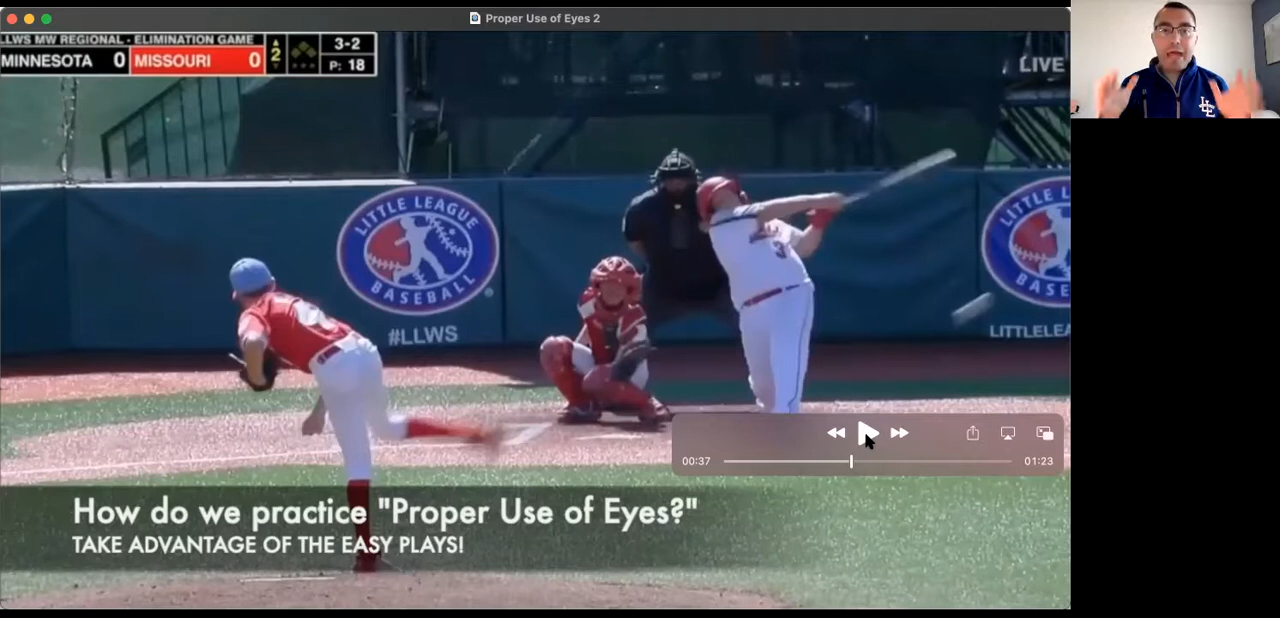 Proper Use of Eyes 2
LLWS MW REGIONAL - ELIMINATION GAME
MINNESOTA 0
MISSOURI 0
2
3-2
P: 18
LIVE
LITTLE LEAGUE
BASEBALL
#LLWS
LITTLE L
BASE
LITTLELEA
3
00:37
01:23
How do we practice "Proper Use of Eyes?"
TAKE ADVANTAGE OF THE EASY PLAYS!